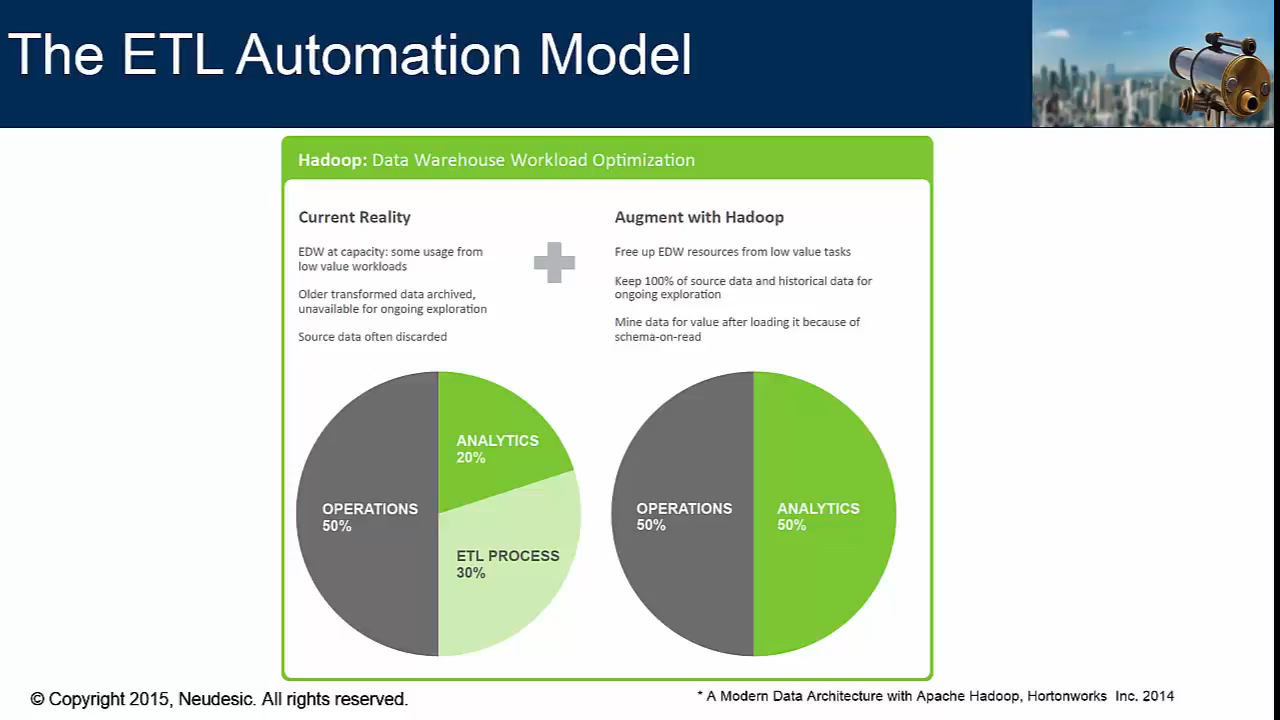 The ETL Automation Model
Hadoop: Data Warehouse Workload Optimization
Current Reality
EDW at capacity: some usage from
low value workloads
Older transformed data archived,
unavailable for ongoing exploration
Source data often discarded
Augment with Hadoop
Free up EDW resources from low value tasks
Keep 100% of source data and historical data for
ongoing exploration
Mine data for value after loading it because of
schema-on-read
OPERATIONS
50%
ANALYTICS
20%
ETL PROCESS
30%
OPERATIONS
50%
ANALYTICS
50%
© Copyright 2015, Neudesic. All rights reserved.
* A Modern Data Architecture with Apache Hadoop, Hortonworks Inc. 2014